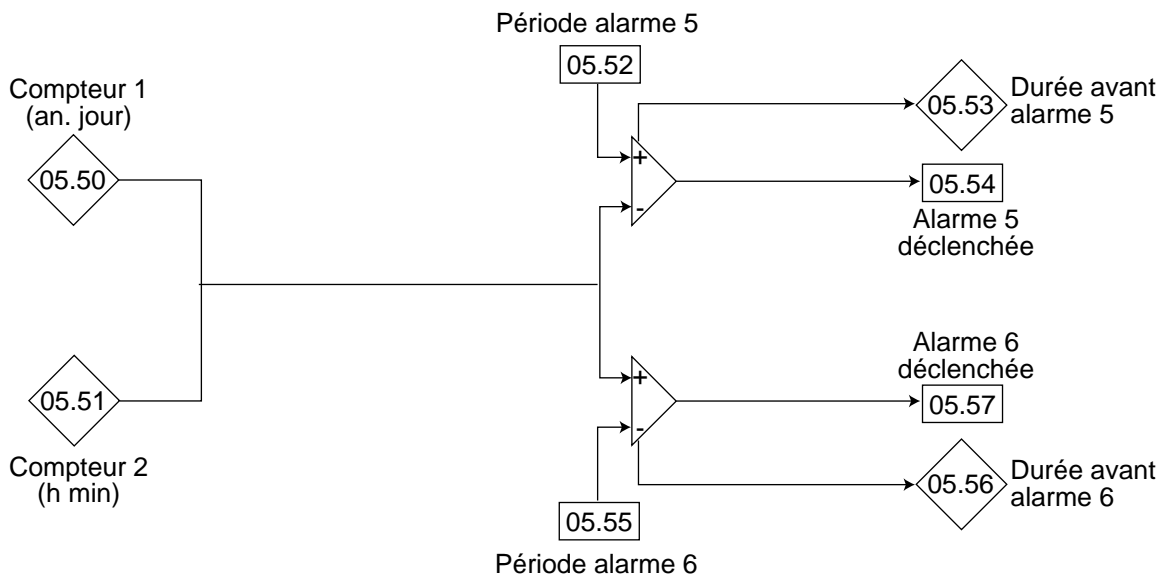 Période alarme 5
05.52
Compteur 1
(an. jour)
05.50
+
-
05.53
Durée avant
alarme 5
05.54
Alarme 5
déclenchée
Alarme 6
déclenchée
05.57
+
-
05.51
Compteur 2
(h min)
05.56
Durée avant
alarme 6
05.55
Période alarme 6